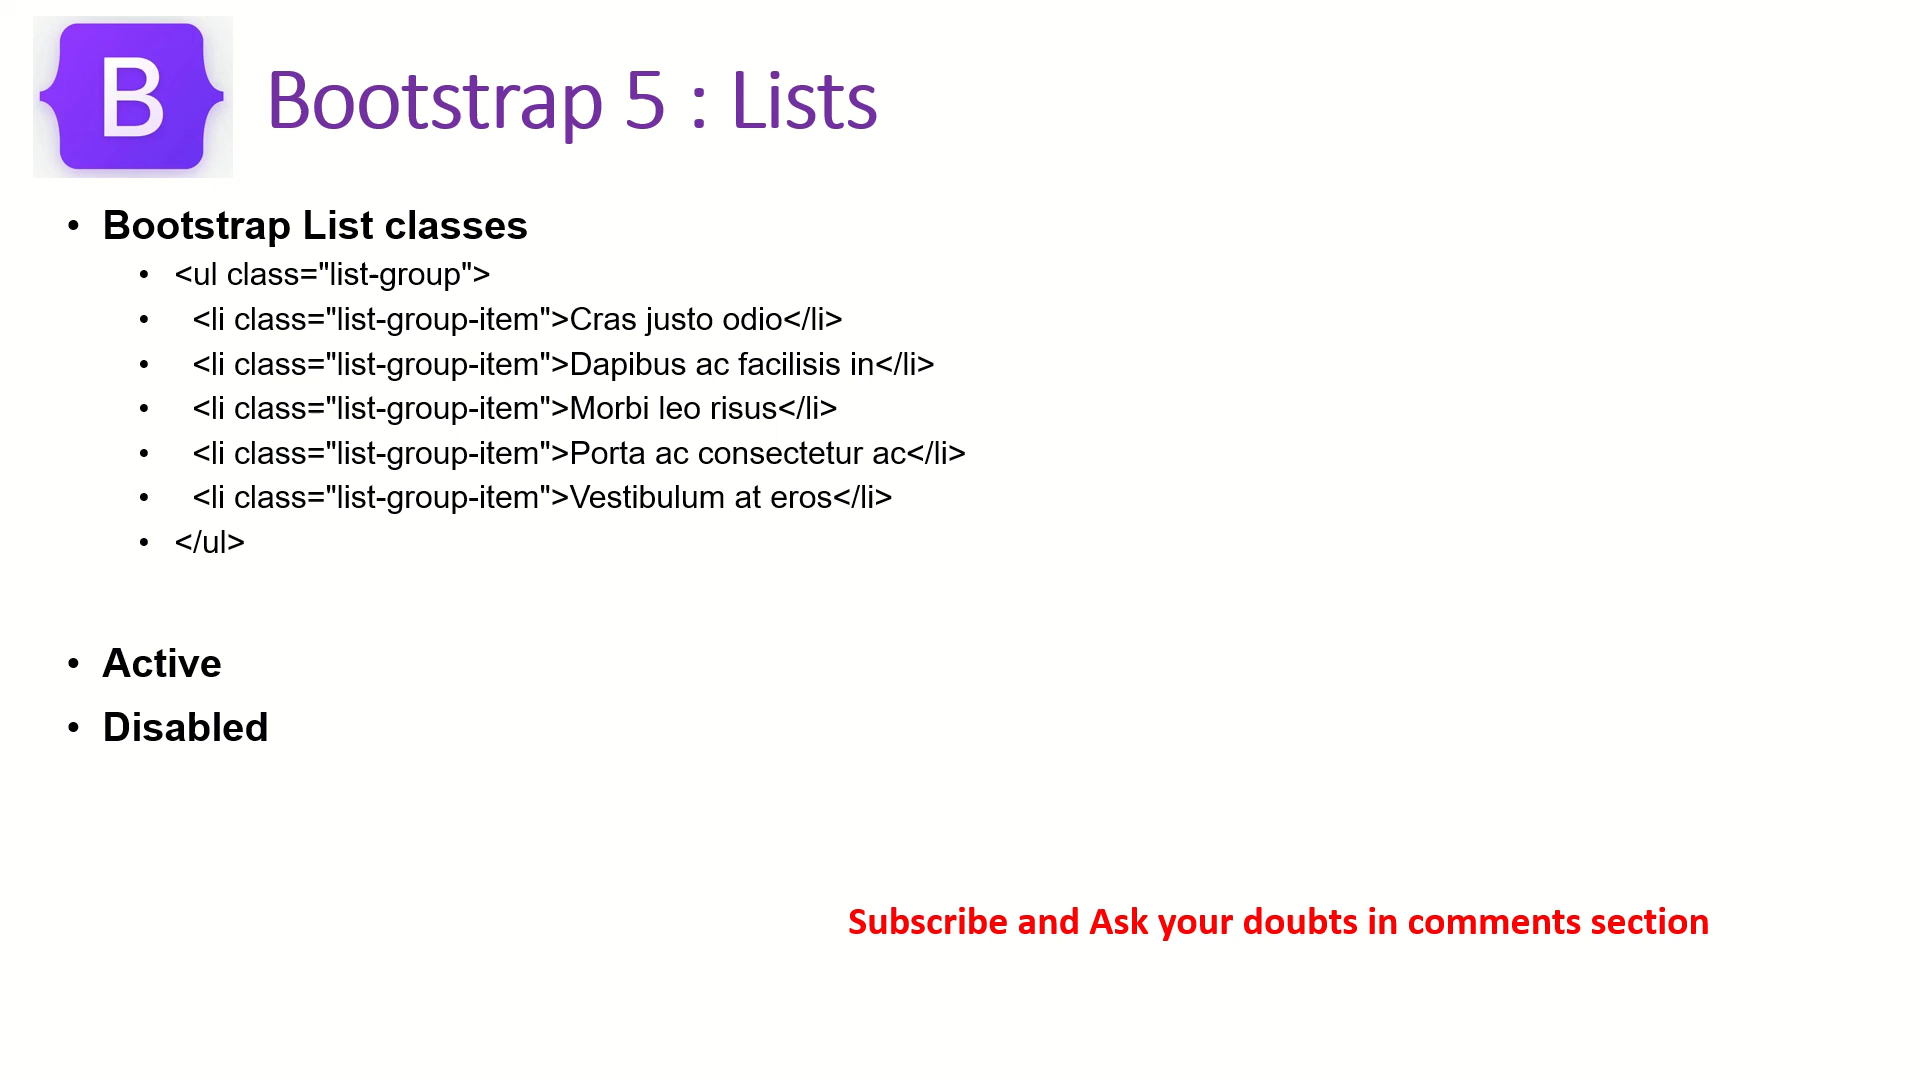 B
Bootstrap 5 : Lists
• Bootstrap List classes
• <ul class="list-group">
• <li class="list-group-item">Cras justo odio</li>
• <li class="list-group-item">Dapibus ac facilisis in</li>
• <li class="list-group-item">Morbi leo risus</li>
• <li class="list-group-item">Porta ac consectetur ac</li>
• <li class="list-group-item">Vestibulum at eros</li>
• </ul>
• Active
• Disabled
Subscribe and Ask your doubts in comments section